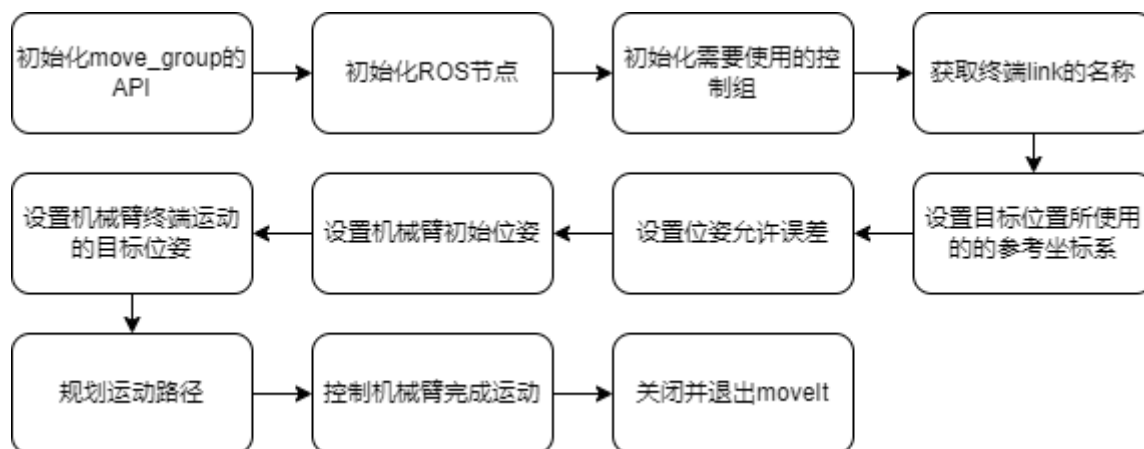 初始化move_group的
API
初始化ROS节点
初始化需要使用的控
制组
获取终端link的名称
设置目标位置所使用
的的参考坐标系
设置位姿允许误差
设置机械臂初始位姿
设置机械臂终端运动
的目标位姿
规划运动路径
控制机械臂完成运动
关闭并退出moveIt